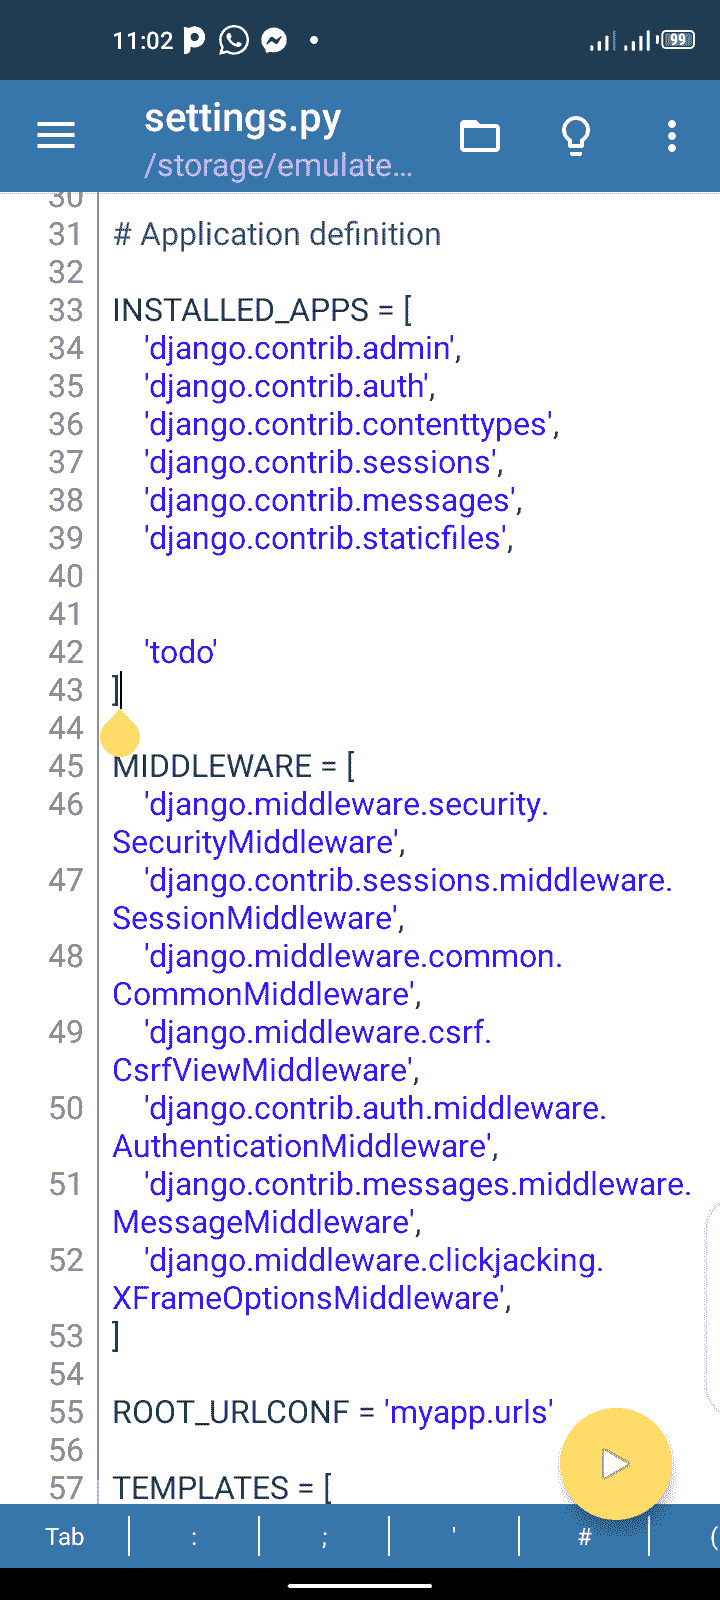 11:02
99
settings.py
/storage/emulate...
30
31 # Application definition
32
33 INSTALLED_APPS = [
34 'django.contrib.admin',
35 'django.contrib.auth',
36 'django.contrib.contenttypes',
37 'django.contrib.sessions',
38 'django.contrib.messages',
39 'django.contrib.staticfiles',
40
41
42 'todo'
43 ]
44
45 MIDDLEWARE = [
46 'django.middleware.security.
SecurityMiddleware',
47 'django.contrib.sessions.middleware.
SessionMiddleware',
48 'django.middleware.common.
CommonMiddleware',
49 'django.middleware.csrf.
CsrfViewMiddleware',
50 'django.contrib.auth.middleware.
AuthenticationMiddleware',
51 'django.contrib.messages.middleware.
MessageMiddleware',
52 'django.middleware.clickjacking.
XFrameOptionsMiddleware',
53 ]
54
55 ROOT_URLCONF = 'myapp.urls'
56
57 TEMPLATES = [
Tab : ; ' # (